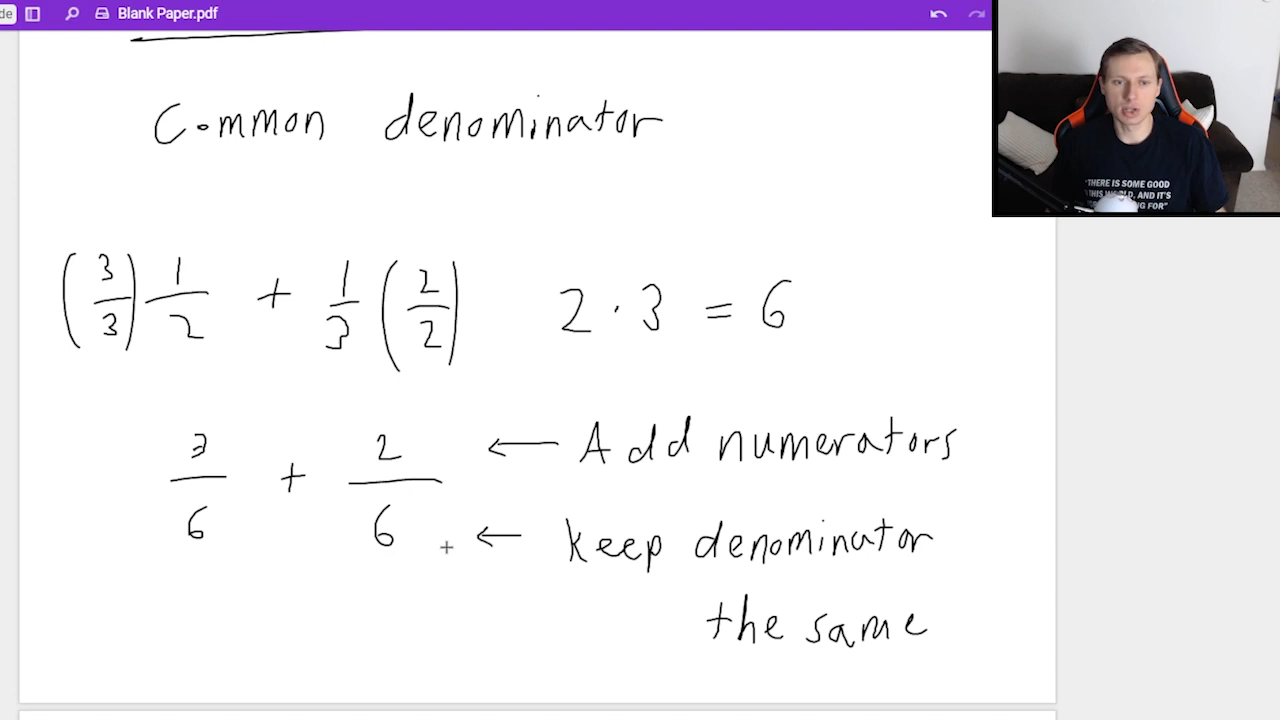 de
Blank Paper.pdf
Common denominator
(3/3) 1/2 + 1/3 (2/2)
2 · 3 = 6
3/6 + 2/6
← Add numerators
← keep denominator
the same
"THERE IS SOME GOOD
THIS WORLD, AND IT'S
FOR"